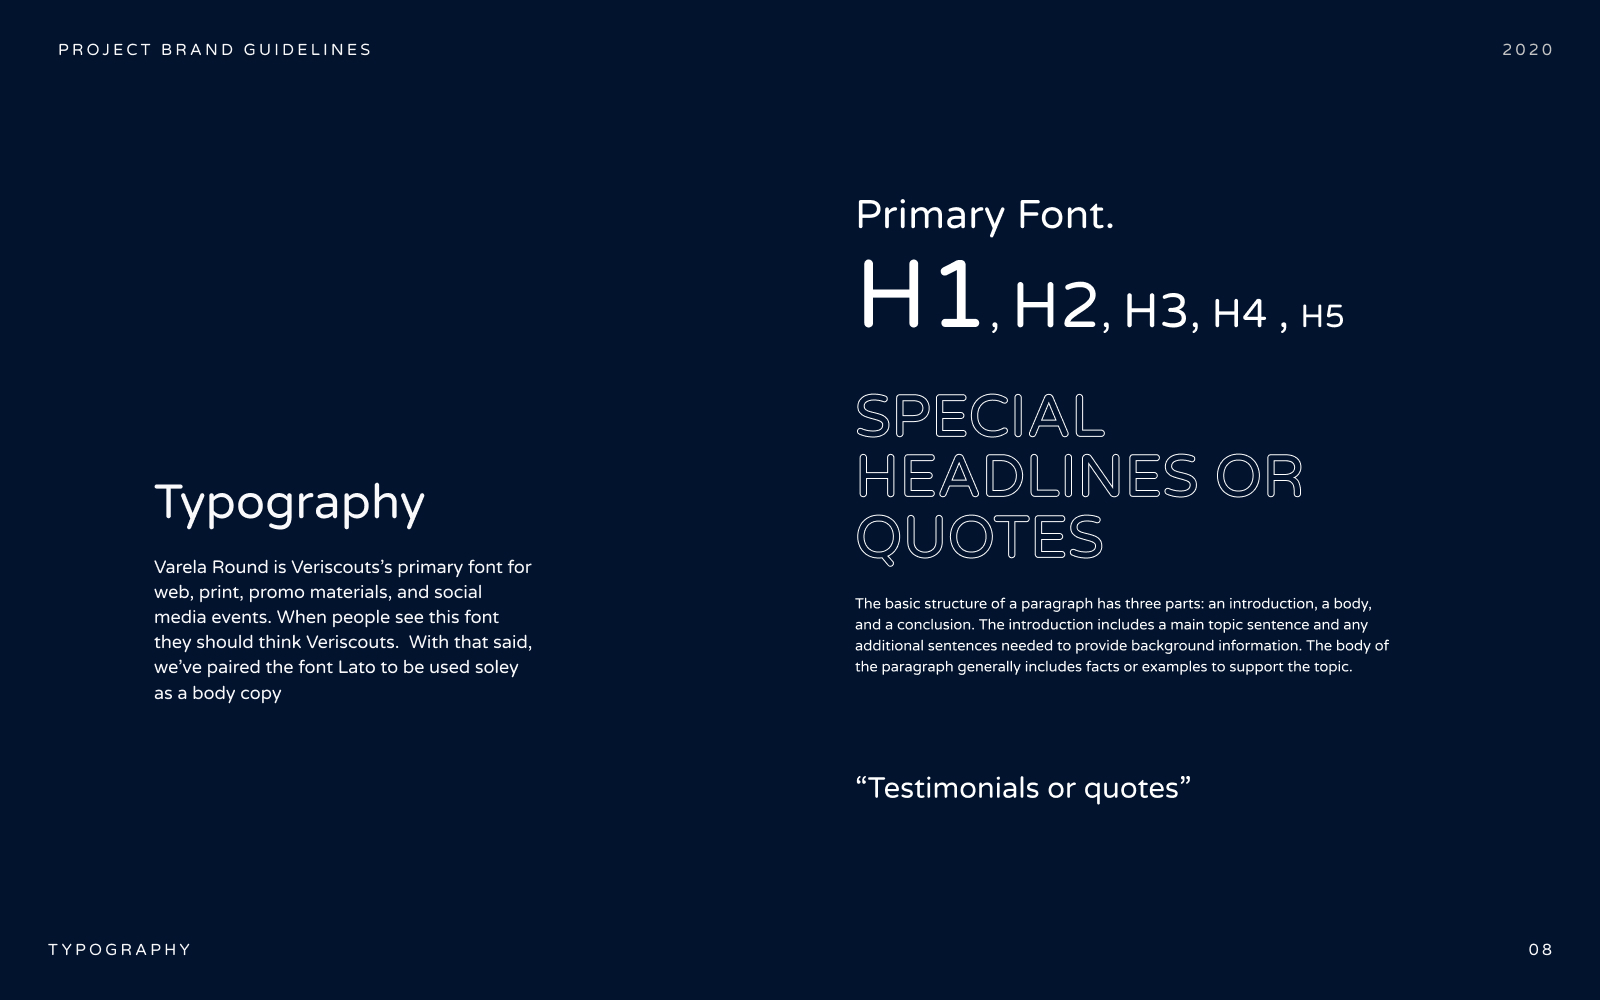 PROJECT BRAND GUIDELINES
2020
Typography
Varela Round is Veriscouts’s primary font for
web, print, promo materials, and social
media events. When people see this font
they should think Veriscouts.  With that said,
we’ve paired the font Lato to be used soley
as a body copy
Primary Font.
H1, H2, H3, H4 , H5
SPECIAL
HEADLINES OR
QUOTES
The basic structure of a paragraph has three parts: an introduction, a body,
and a conclusion. The introduction includes a main topic sentence and any
additional sentences needed to provide background information. The body of
the paragraph generally includes facts or examples to support the topic.
“Testimonials or quotes”
TYPOGRAPHY
08